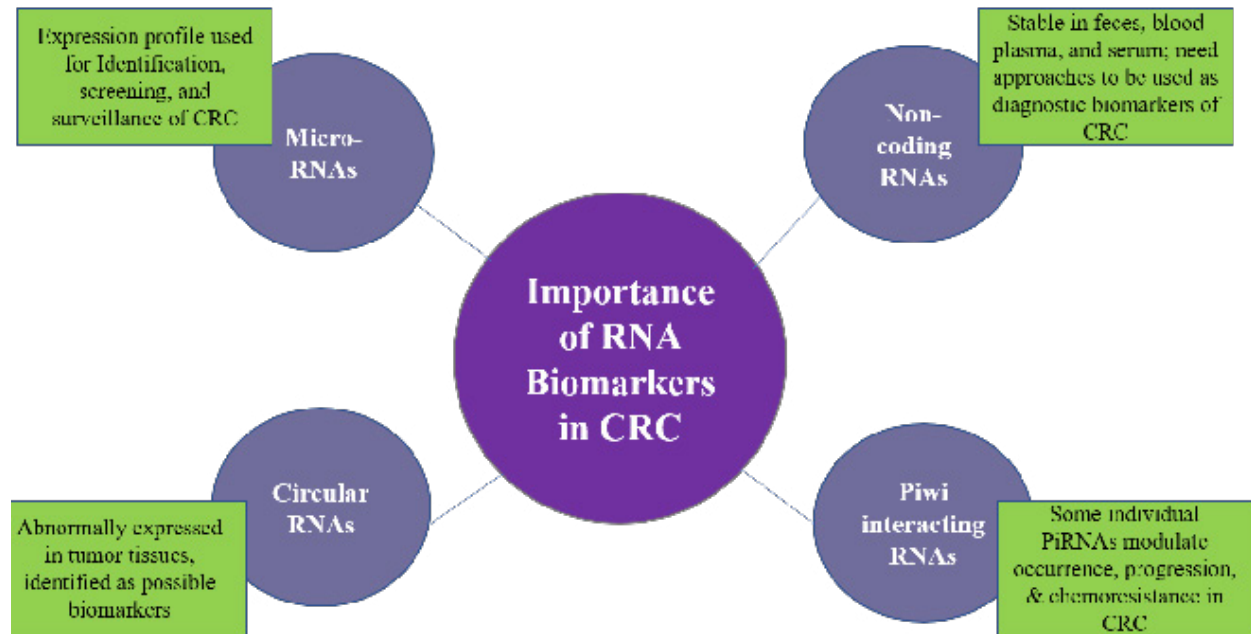 Expression profile used
for Identification,
screening, and
surveillance of CRC
Micro-
RNAs
Stable in feces, blood
plasma, and serum; need
approaches to be used as
diagnostic biomarkers of
CRC
Non-
coding
RNAs
Importance
of RNA
Biomarkers
in CRC
Circular
RNAs
Abnormally expressed
in tumor tissues,
identified as possible
biomarkers
Piwi
interacting
RNAs
Some individual
PiRNAs modulate
occurrence, progression,
& chemoresistance in
CRC